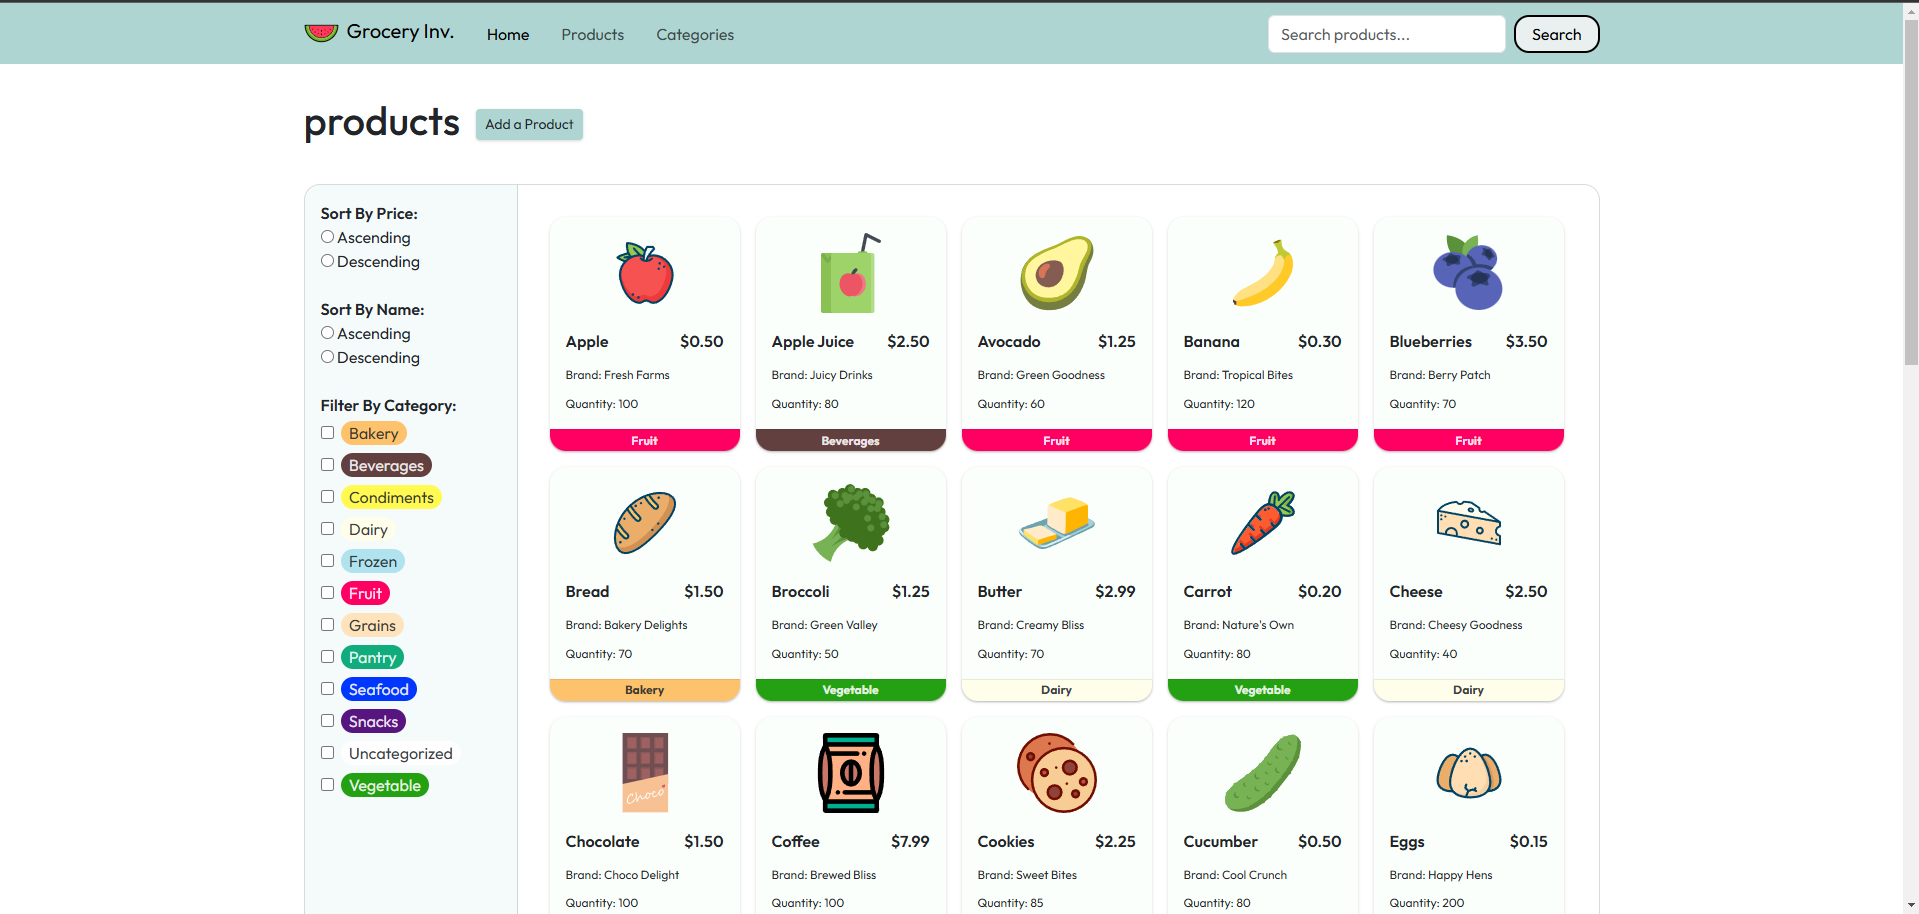 Grocery Inv.
Home
Products
Categories
Search products...
Search
products
Add a Product
Sort By Price:
Ascending
Descending
Sort By Name:
Ascending
Descending
Filter By Category:
Bakery
Beverages
Condiments
Dairy
Frozen
Fruit
Grains
Pantry
Seafood
Snacks
Uncategorized
Vegetable
Apple $0.50
Brand: Fresh Farms
Quantity: 100
Fruit
Apple Juice $2.50
Brand: Juicy Drinks
Quantity: 80
Beverages
Avocado $1.25
Brand: Green Goodness
Quantity: 60
Fruit
Banana $0.30
Brand: Tropical Bites
Quantity: 120
Fruit
Blueberries $3.50
Brand: Berry Patch
Quantity: 70
Fruit
Bread $1.50
Brand: Bakery Delights
Quantity: 70
Bakery
Broccoli $1.25
Brand: Green Valley
Quantity: 50
Vegetable
Butter $2.99
Brand: Creamy Bliss
Quantity: 70
Dairy
Carrot $0.20
Brand: Nature's Own
Quantity: 80
Vegetable
Cheese $2.50
Brand: Cheesy Goodness
Quantity: 40
Dairy
Choco
Chocolate $1.50
Brand: Choco Delight
Quantity: 100
Coffee $7.99
Brand: Brewed Bliss
Quantity: 100
Cookies $2.25
Brand: Sweet Bites
Quantity: 85
Cucumber $0.50
Brand: Cool Crunch
Quantity: 80
Eggs $0.15
Brand: Happy Hens
Quantity: 200